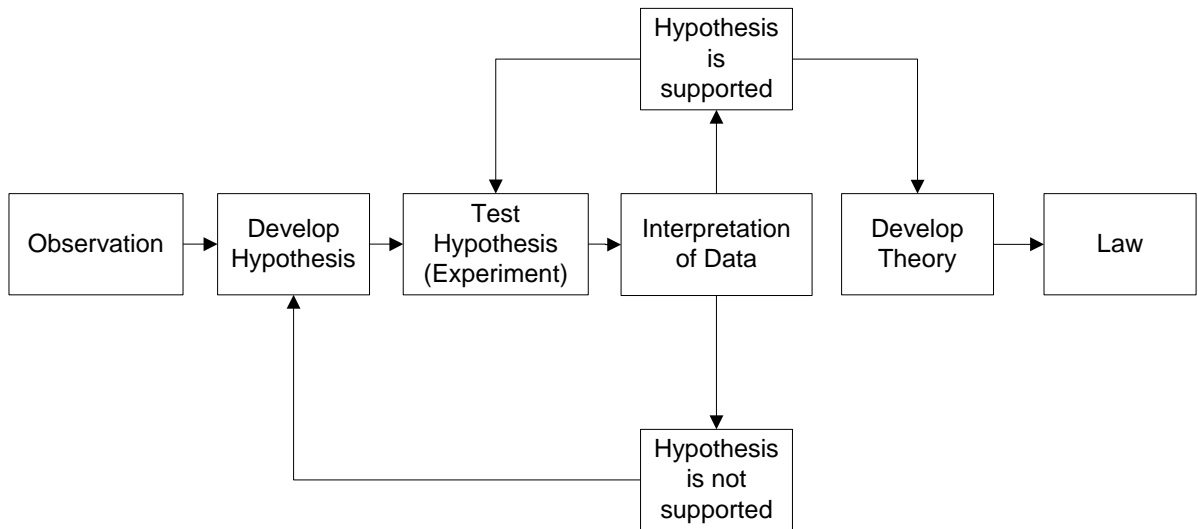 Hypothesis
is
supported
Observation
Develop
Hypothesis
Test
Hypothesis
(Experiment)
Interpretation
of Data
Develop
Theory
Law
Hypothesis
is not
supported